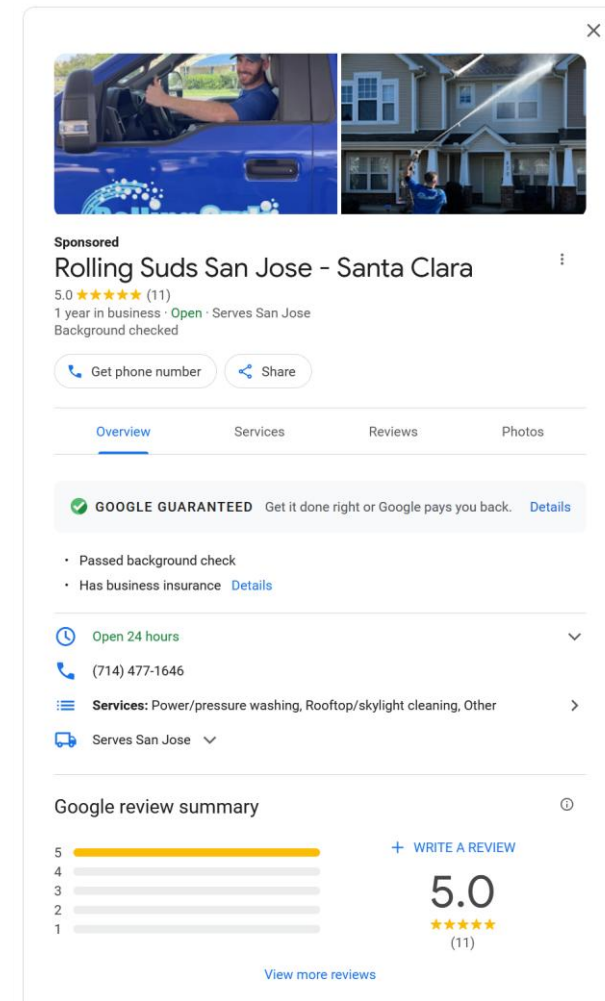 Rolling Suds
Sponsored
Rolling Suds San Jose - Santa Clara
5.0 ★★★★★ (11)
1 year in business · Open · Serves San Jose
Background checked
Get phone number
Share
Overview Services Reviews Photos
GOOGLE GUARANTEED Get it done right or Google pays you back. Details
· Passed background check
· Has business insurance Details
Open 24 hours
(714) 477-1646
Services: Power/pressure washing, Rooftop/skylight cleaning, Other
Serves San Jose
Google review summary
5
4
3
2
1
+ WRITE A REVIEW
5.0
★★★★★
(11)
View more reviews